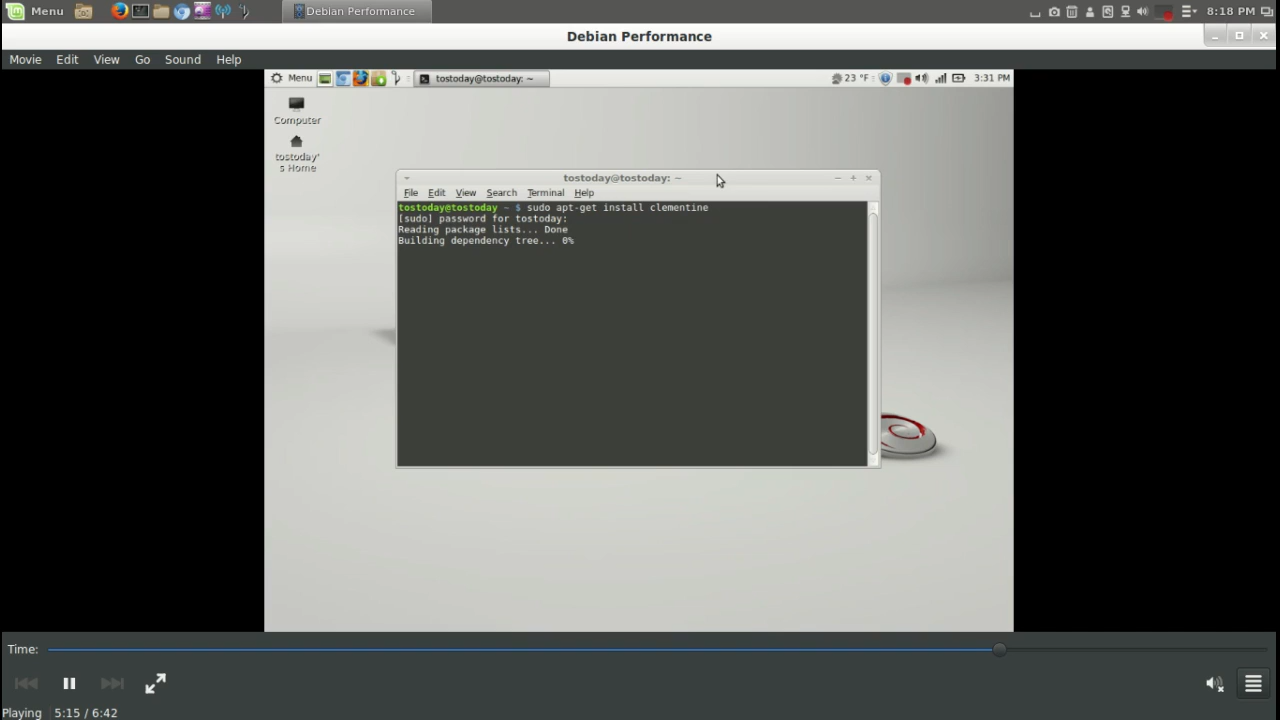 Menu Debian Performance 8:18 PM
Debian Performance
Movie Edit View Go Sound Help
Menu tostoday@tostoday: ~ 23 °F 3:31 PM
Computer
tostoday'
s Home
tostoday@tostoday: ~
File Edit View Search Terminal Help
tostoday@tostoday ~ $ sudo apt-get install clementine
[sudo] password for tostoday:
Reading package lists... Done
Building dependency tree... 0%
Time:
Playing 5:15 / 6:42